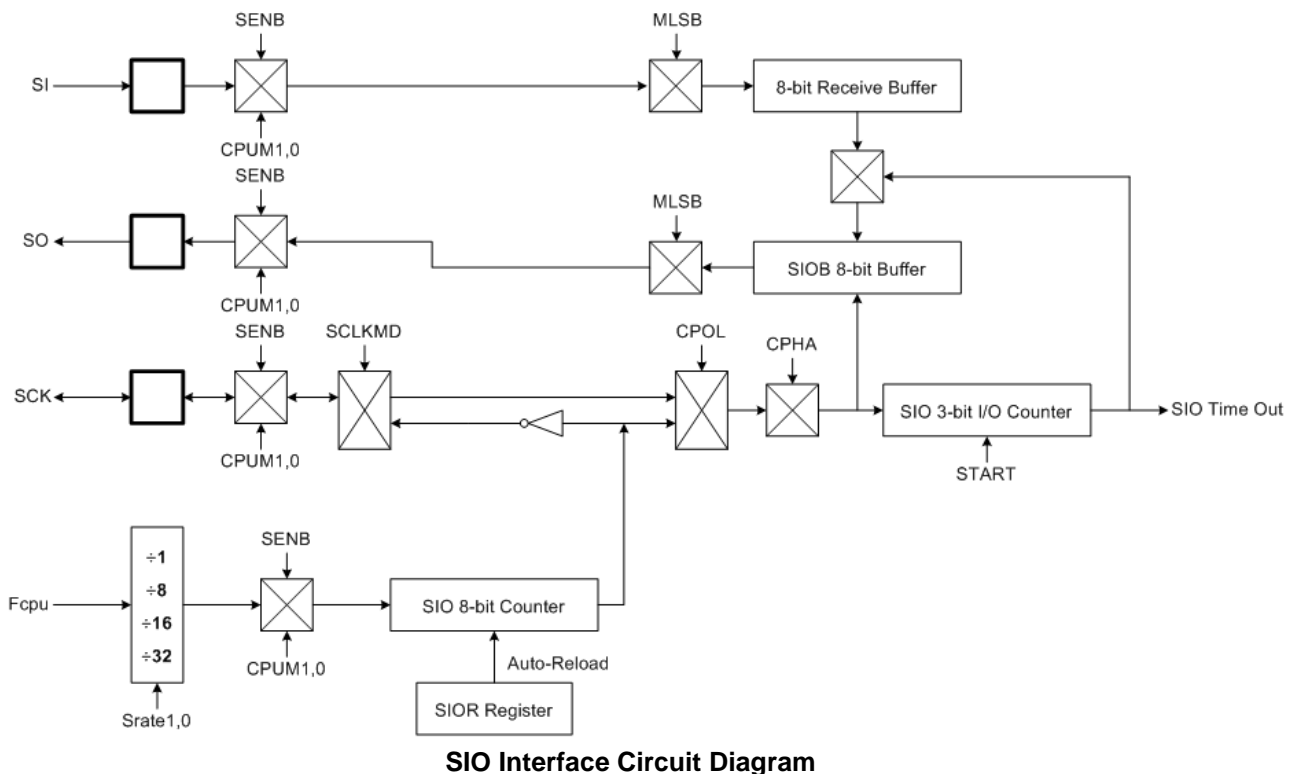 SENB
MLSB
SI
8-bit Receive Buffer
CPUM1,0
SENB
MLSB
SO
SIOB 8-bit Buffer
CPUM1,0
SENB
SCLKMD
CPOL
CPHA
SCK
SIO 3-bit I/O Counter
SIO Time Out
CPUM1,0
START
÷1
÷8
÷16
÷32
SENB
Fcpu
SIO 8-bit Counter
CPUM1,0
Auto-Reload
SIOR Register
Srate1,0
SIO Interface Circuit Diagram